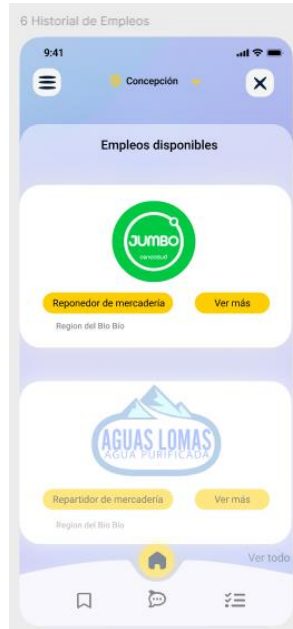 6 Historial de Empleos
9:41
Concepción
Empleos disponibles
JUMBO
Reponedor de mercadería
Ver más
Region del Bio Bio
AGUAS LOMAS
AGUA PURIFICADA
Repartidor de mercadería
Ver más
Region del Bio Bio
Ver todo